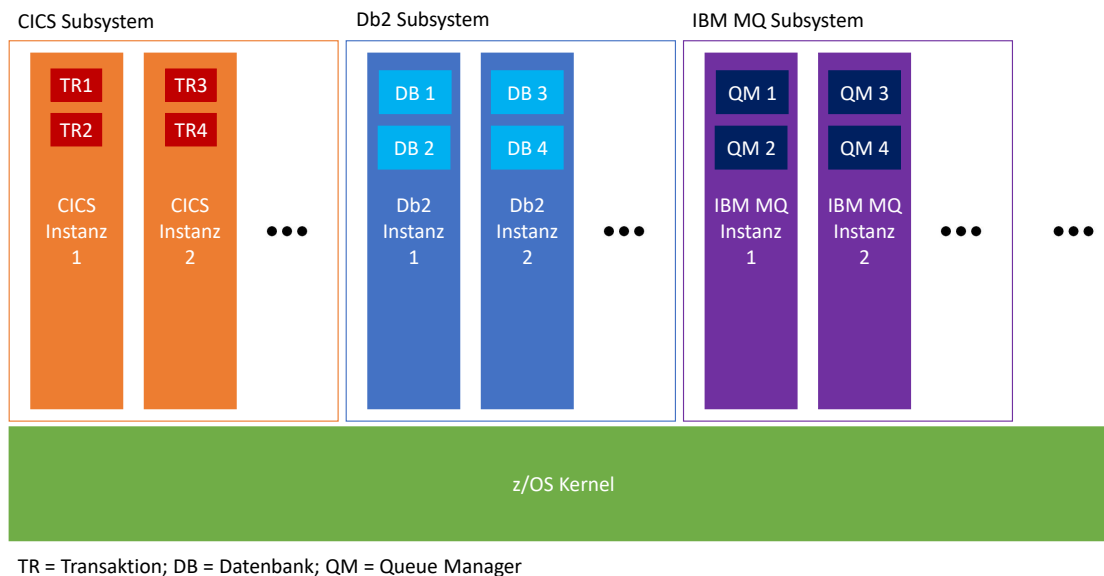 CICS Subsystem
Db2 Subsystem
IBM MQ Subsystem
TR1
TR3
TR2
TR4
CICS
Instanz
1
CICS
Instanz
2
DB 1
DB 3
DB 2
DB 4
Db2
Instanz
1
Db2
Instanz
2
QM 1
QM 3
QM 2
QM 4
IBM MQ
Instanz
1
IBM MQ
Instanz
2
z/OS Kernel
TR = Transaktion; DB = Datenbank; QM = Queue Manager